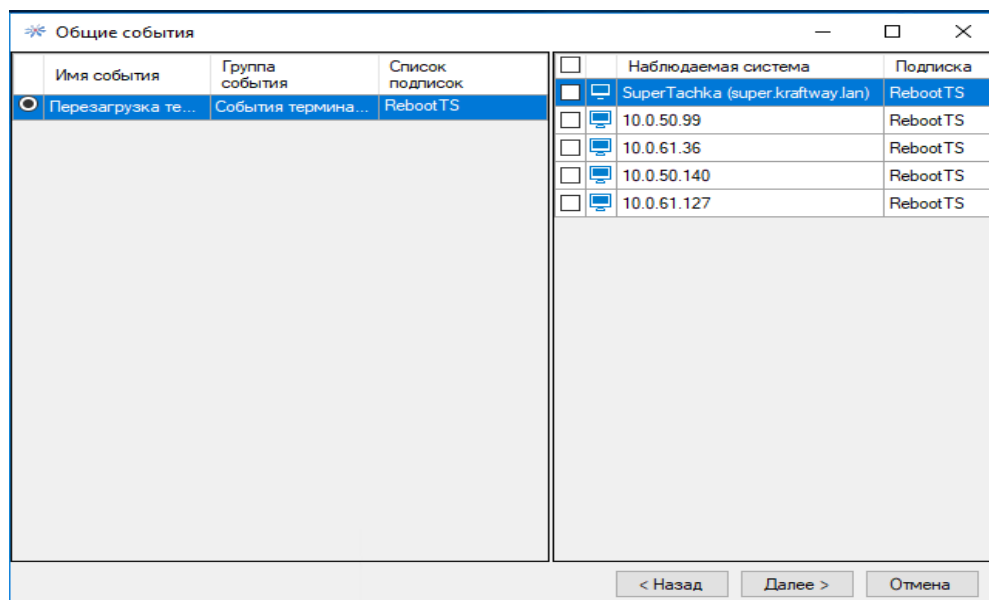 Общие события
Имя события
Группа события
Список подписок
Перезагрузка те...
События термина...
RebootTS
Наблюдаемая система
Подписка
SuperTachka (super.kraftway.lan)
RebootTS
10.0.50.99
RebootTS
10.0.61.36
RebootTS
10.0.50.140
RebootTS
10.0.61.127
RebootTS
< Назад
Далее >
Отмена